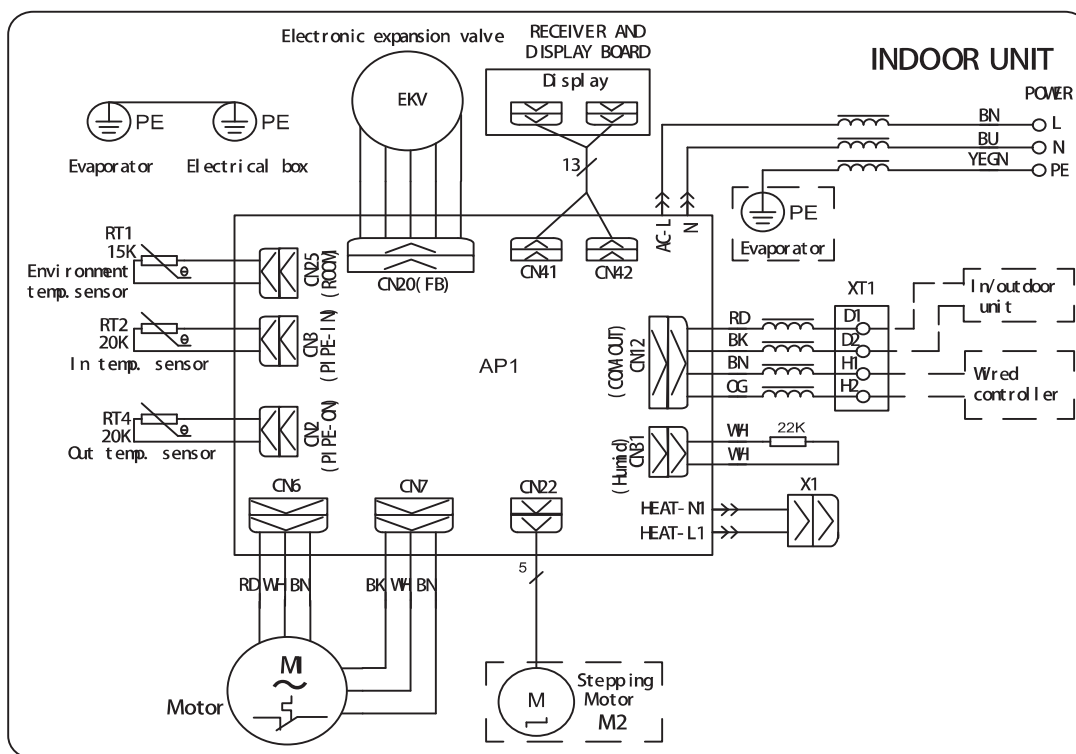 INDOOR UNIT
Electronic expansion valve
RECEIVER AND
DISPLAY BOARD
Display
EKV
POWER
BN
L
BU
N
YEGN
PE
PE
PE
Evaporator
Electrical box
13
PE
Evaporator
AC-L
N
RT1
15K
Environment
temp. sensor
CN25
(ROOM)
CN20(FB)
CN41
CN42
RT2
20K
In temp. sensor
CN3
(PIPE-IN)
AP1
(COM OUT)
CN12
RD
BK
BN
OG
XT1
D1
D2
H1
H2
In/outdoor
unit
Wired
controller
RT4
20K
Out temp. sensor
CN2
(PIPE-ON)
(Humid)
CNB1
WH
WH
22K
HEAT-N1
HEAT-L1
X1
CN6
CN7
CN22
RD WH BN
BK WH BN
5
M1
Motor
M
Stepping
Motor
M2